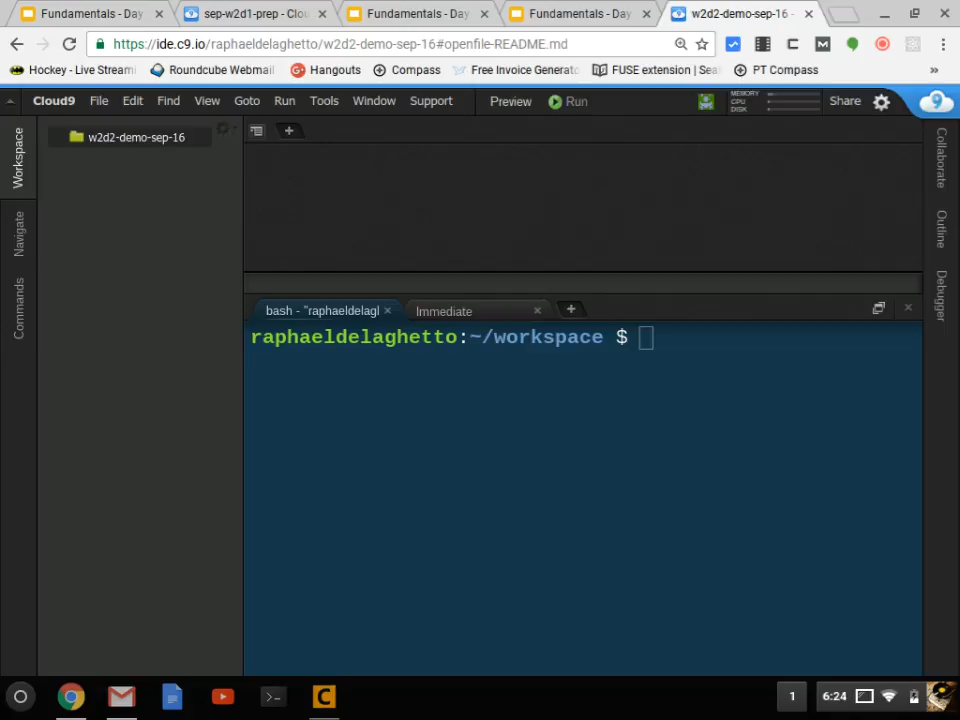 Fundamentals - Day
sep-w2d1-prep - Clou
Fundamentals - Day
Fundamentals - Day
w2d2-demo-sep-16 -
https://ide.c9.io/raphaeldelaghetto/w2d2-demo-sep-16#openfile-README.md
Hockey - Live Streami
Roundcube Webmail
Hangouts
Compass
Free Invoice Generato
FUSE extension | Sea
PT Compass
»
Cloud9 File Edit Find View Goto Run Tools Window Support Preview Run
MEMORY
CPU
DISK
Share
Workspace
Navigate
Commands
w2d2-demo-sep-16
Collaborate
Outline
Debugger
bash - "raphaeldelagl
Immediate
raphaeldelaghetto:~/workspace $
1
6:24